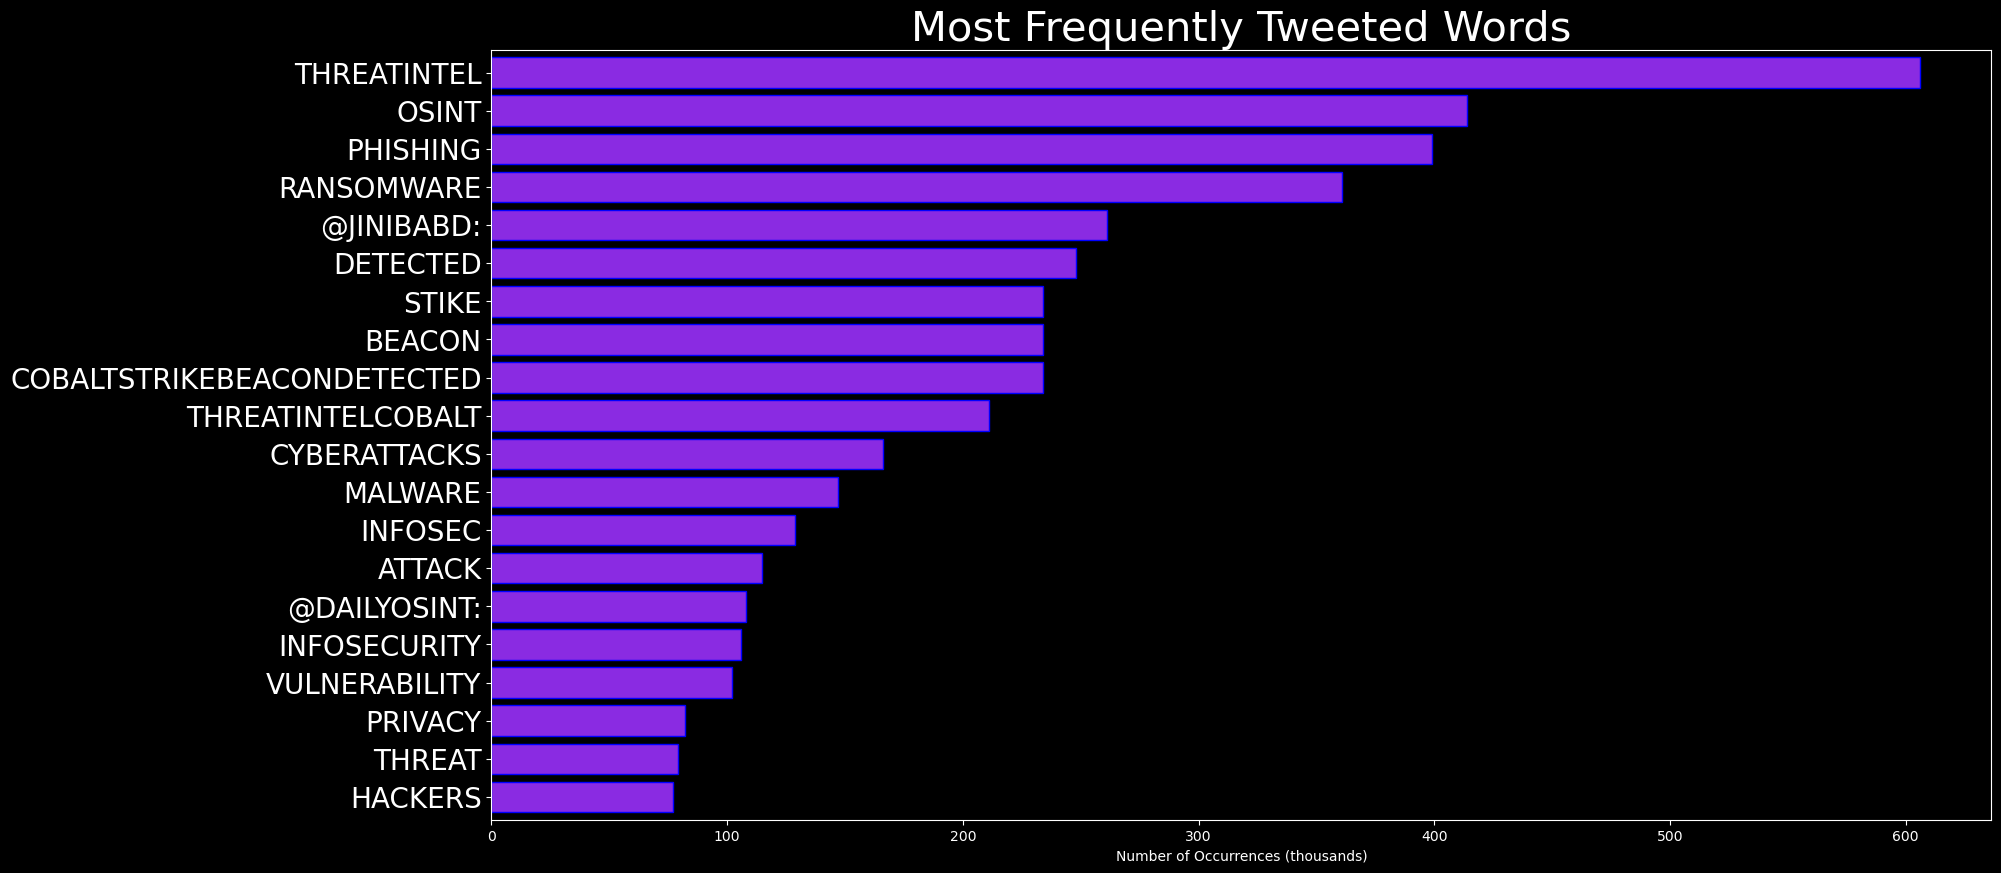 Most Frequently Tweeted Words
THREATINTEL
OSINT
PHISHING
RANSOMWARE
@JINIBABD:
DETECTED
STIKE
BEACON
COBALTSTRIKEBEACONDETECTED
THREATINTELCOBALT
CYBERATTACKS
MALWARE
INFOSEC
ATTACK
@DAILYOSINT:
INFOSECURITY
VULNERABILITY
PRIVACY
THREAT
HACKERS
0 100 200 300 400 500 600
Number of Occurrences (thousands)